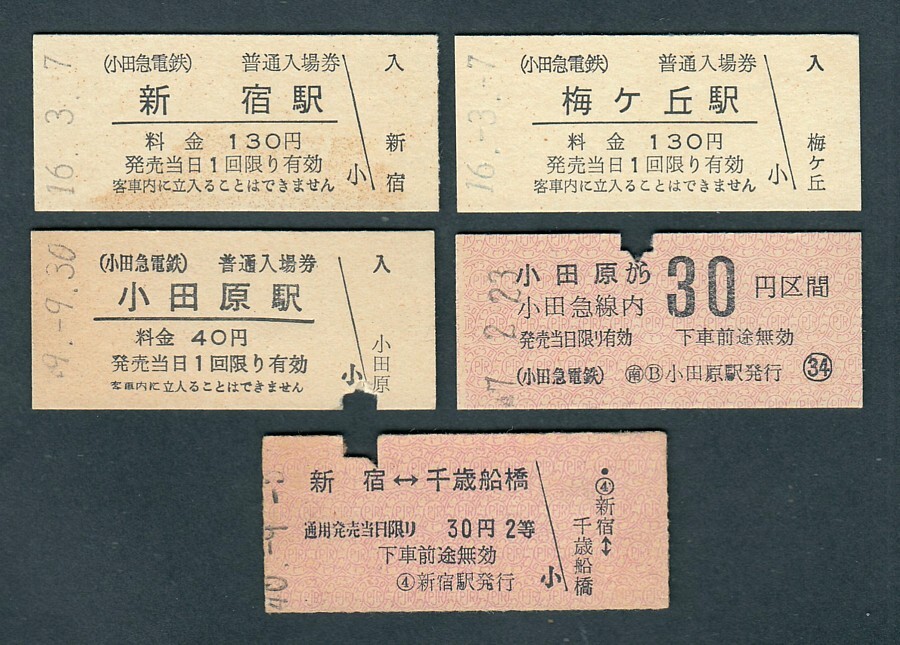 16.3.7
(小田急電鉄) 普通入場券
新宿駅
料金 130円
発売当日1回限り有効
客車内に立入ることはできません
小
入
新宿
16.-3.-7
(小田急電鉄) 普通入場券
梅ケ丘駅
料金 130円
発売当日1回限り有効
客車内に立入ることはできません
小
入
梅ケ丘
-9.30
(小田急電鉄) 普通入場券
小田原駅
料金 40円
発売当日1回限り有効
客車内に立入ることはできません
小
入
小田原
2.23
小田原から
小田急線内
30円区間
発売当日限り有効 下車前途無効
(小田急電鉄) ㊞Ⓑ小田原駅発行 ㉞
新宿↔千歳船橋
通用発売当日限り 30円 2等
下車前途無効
④新宿駅発行
小
④新宿↔
千歳船橋
40.-9